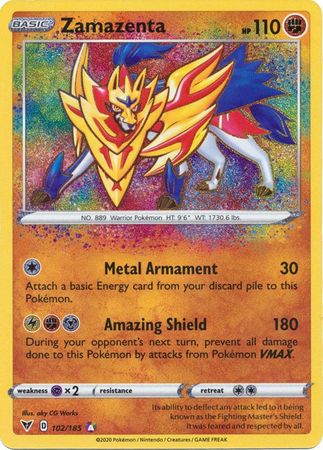 BASIC Zamazenta HP 110
NO. 889 Warrior Pokémon HT: 9'6" WT: 1730.6 lbs.
Metal Armament 30
Attach a basic Energy card from your discard pile to this
Pokémon.
Amazing Shield 180
During your opponent's next turn, prevent all damage
done to this Pokémon by attacks from Pokémon VMAX.
weakness ×2 resistance retreat
Illus. aky CG Works
D 102/185
Its ability to deflect any attack led to it being
known as the Fighting Master's Shield.
It was feared and respected by all.
©2020 Pokémon / Nintendo / Creatures / GAME FREAK